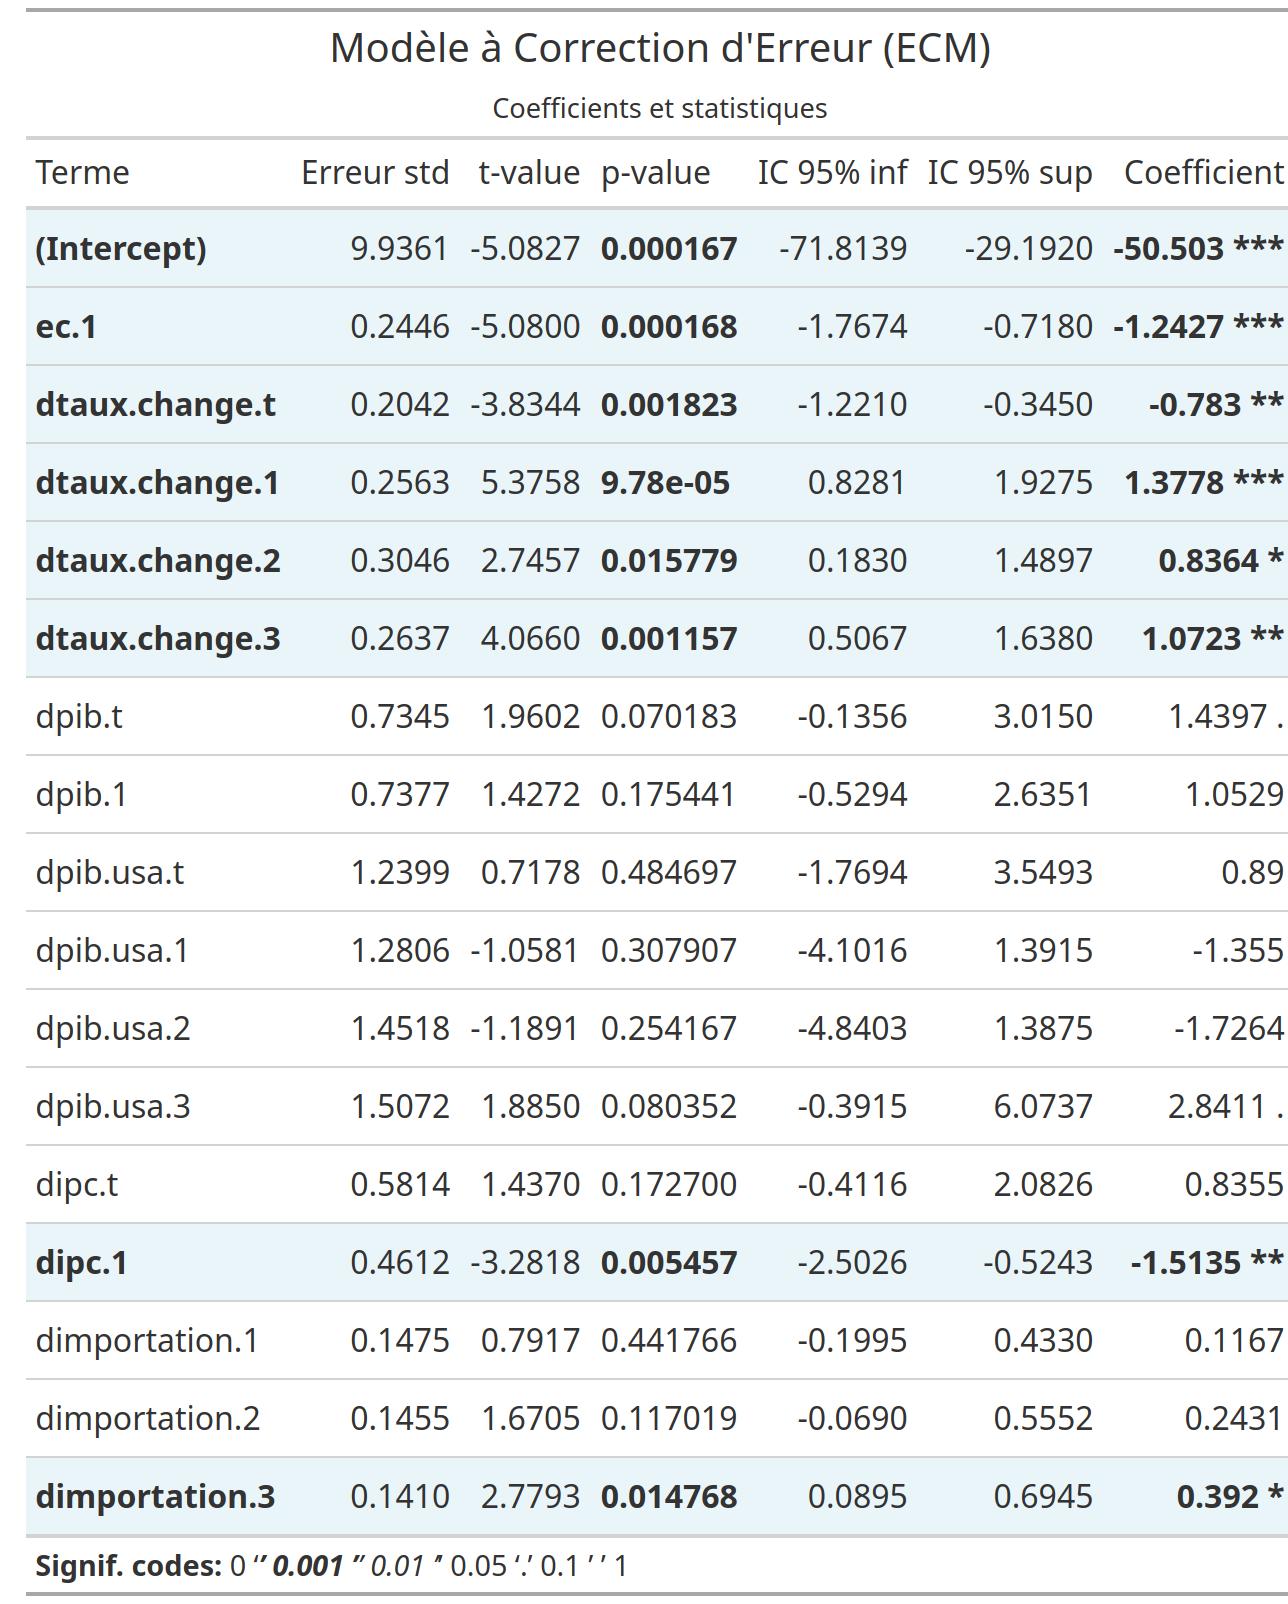 Modèle à Correction d'Erreur (ECM)
Coefficients et statistiques
Terme Erreur std t-value p-value IC 95% inf IC 95% sup Coefficient
(Intercept) 9.9361 -5.0827 0.000167 -71.8139 -29.1920 -50.503 ***
ec.1 0.2446 -5.0800 0.000168 -1.7674 -0.7180 -1.2427 ***
dtaux.change.t 0.2042 -3.8344 0.001823 -1.2210 -0.3450 -0.783 **
dtaux.change.1 0.2563 5.3758 9.78e-05 0.8281 1.9275 1.3778 ***
dtaux.change.2 0.3046 2.7457 0.015779 0.1830 1.4897 0.8364 *
dtaux.change.3 0.2637 4.0660 0.001157 0.5067 1.6380 1.0723 **
dpib.t 0.7345 1.9602 0.070183 -0.1356 3.0150 1.4397 .
dpib.1 0.7377 1.4272 0.175441 -0.5294 2.6351 1.0529
dpib.usa.t 1.2399 0.7178 0.484697 -1.7694 3.5493 0.89
dpib.usa.1 1.2806 -1.0581 0.307907 -4.1016 1.3915 -1.355
dpib.usa.2 1.4518 -1.1891 0.254167 -4.8403 1.3875 -1.7264
dpib.usa.3 1.5072 1.8850 0.080352 -0.3915 6.0737 2.8411 .
dipc.t 0.5814 1.4370 0.172700 -0.4116 2.0826 0.8355
dipc.1 0.4612 -3.2818 0.005457 -2.5026 -0.5243 -1.5135 **
dimportation.1 0.1475 0.7917 0.441766 -0.1995 0.4330 0.1167
dimportation.2 0.1455 1.6705 0.117019 -0.0690 0.5552 0.2431
dimportation.3 0.1410 2.7793 0.014768 0.0895 0.6945 0.392 *
Signif. codes: 0 ‘’ 0.001 ’’ 0.01 ’’ 0.05 ‘.’ 0.1 ’ ’ 1